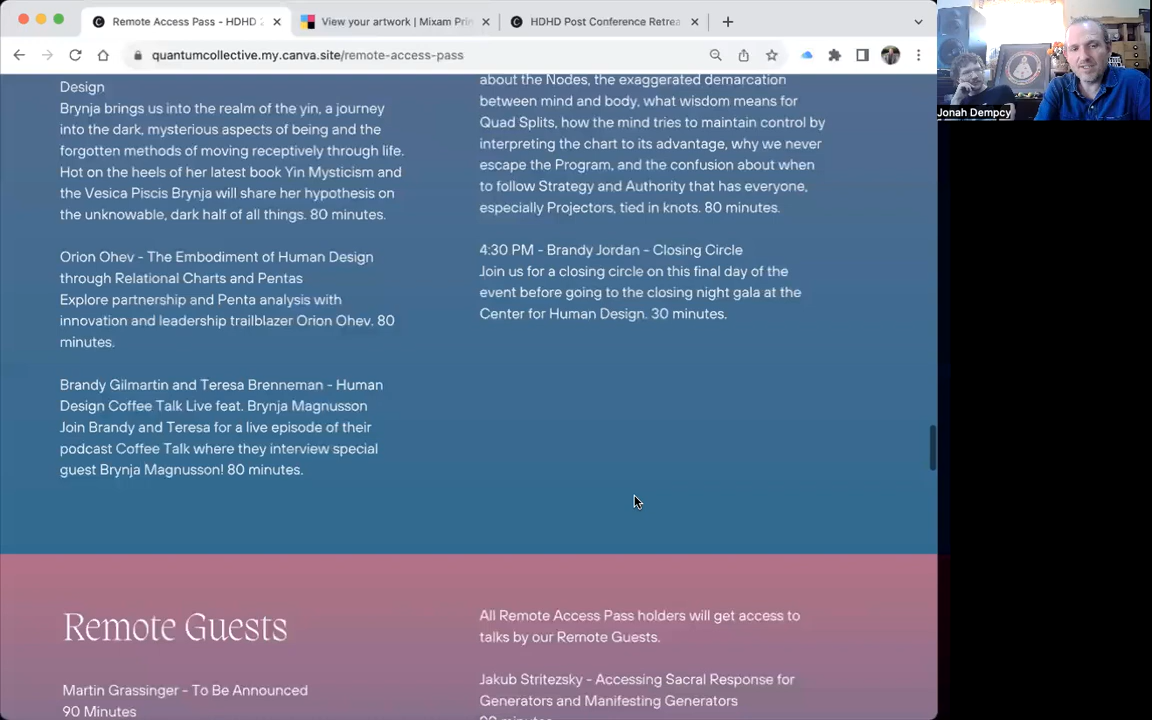 Remote Access Pass - HDHD
View your artwork | Mixam Pri
HDHD Post Conference Retrea
quantumcollective.my.canva.site/remote-access-pass
Jonah Dempcy
Design
Brynja brings us into the realm of the yin, a journey
into the dark, mysterious aspects of being and the
forgotten methods of moving receptively through life.
Hot on the heels of her latest book Yin Mysticism and
the Vesica Piscis Brynja will share her hypothesis on
the unknowable, dark half of all things. 80 minutes.
Orion Ohev - The Embodiment of Human Design
through Relational Charts and Pentas
Explore partnership and Penta analysis with
innovation and leadership trailblazer Orion Ohev. 80
minutes.
Brandy Gilmartin and Teresa Brenneman - Human
Design Coffee Talk Live feat. Brynja Magnusson
Join Brandy and Teresa for a live episode of their
podcast Coffee Talk where they interview special
guest Brynja Magnusson! 80 minutes.
about the Nodes, the exaggerated demarcation
between mind and body, what wisdom means for
Quad Splits, how the mind tries to maintain control by
interpreting the chart to its advantage, why we never
escape the Program, and the confusion about when
to follow Strategy and Authority that has everyone,
especially Projectors, tied in knots. 80 minutes.
4:30 PM - Brandy Jordan - Closing Circle
Join us for a closing circle on this final day of the
event before going to the closing night gala at the
Center for Human Design. 30 minutes.
Remote Guests
Martin Grassinger - To Be Announced
90 Minutes
All Remote Access Pass holders will get access to
talks by our Remote Guests.
Jakub Stritezsky - Accessing Sacral Response for
Generators and Manifesting Generators
90 minutes